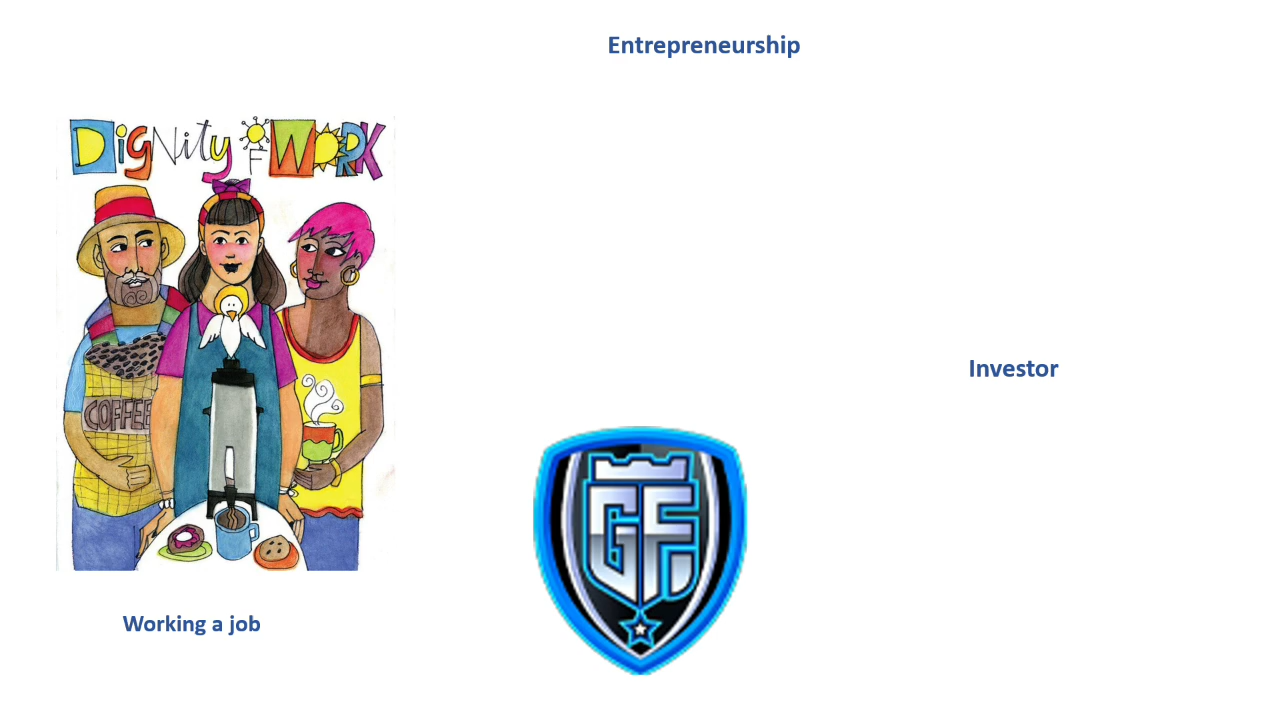 Entrepreneurship
DigNity OF WORK
COFFEE
Investor
GF
Working a job